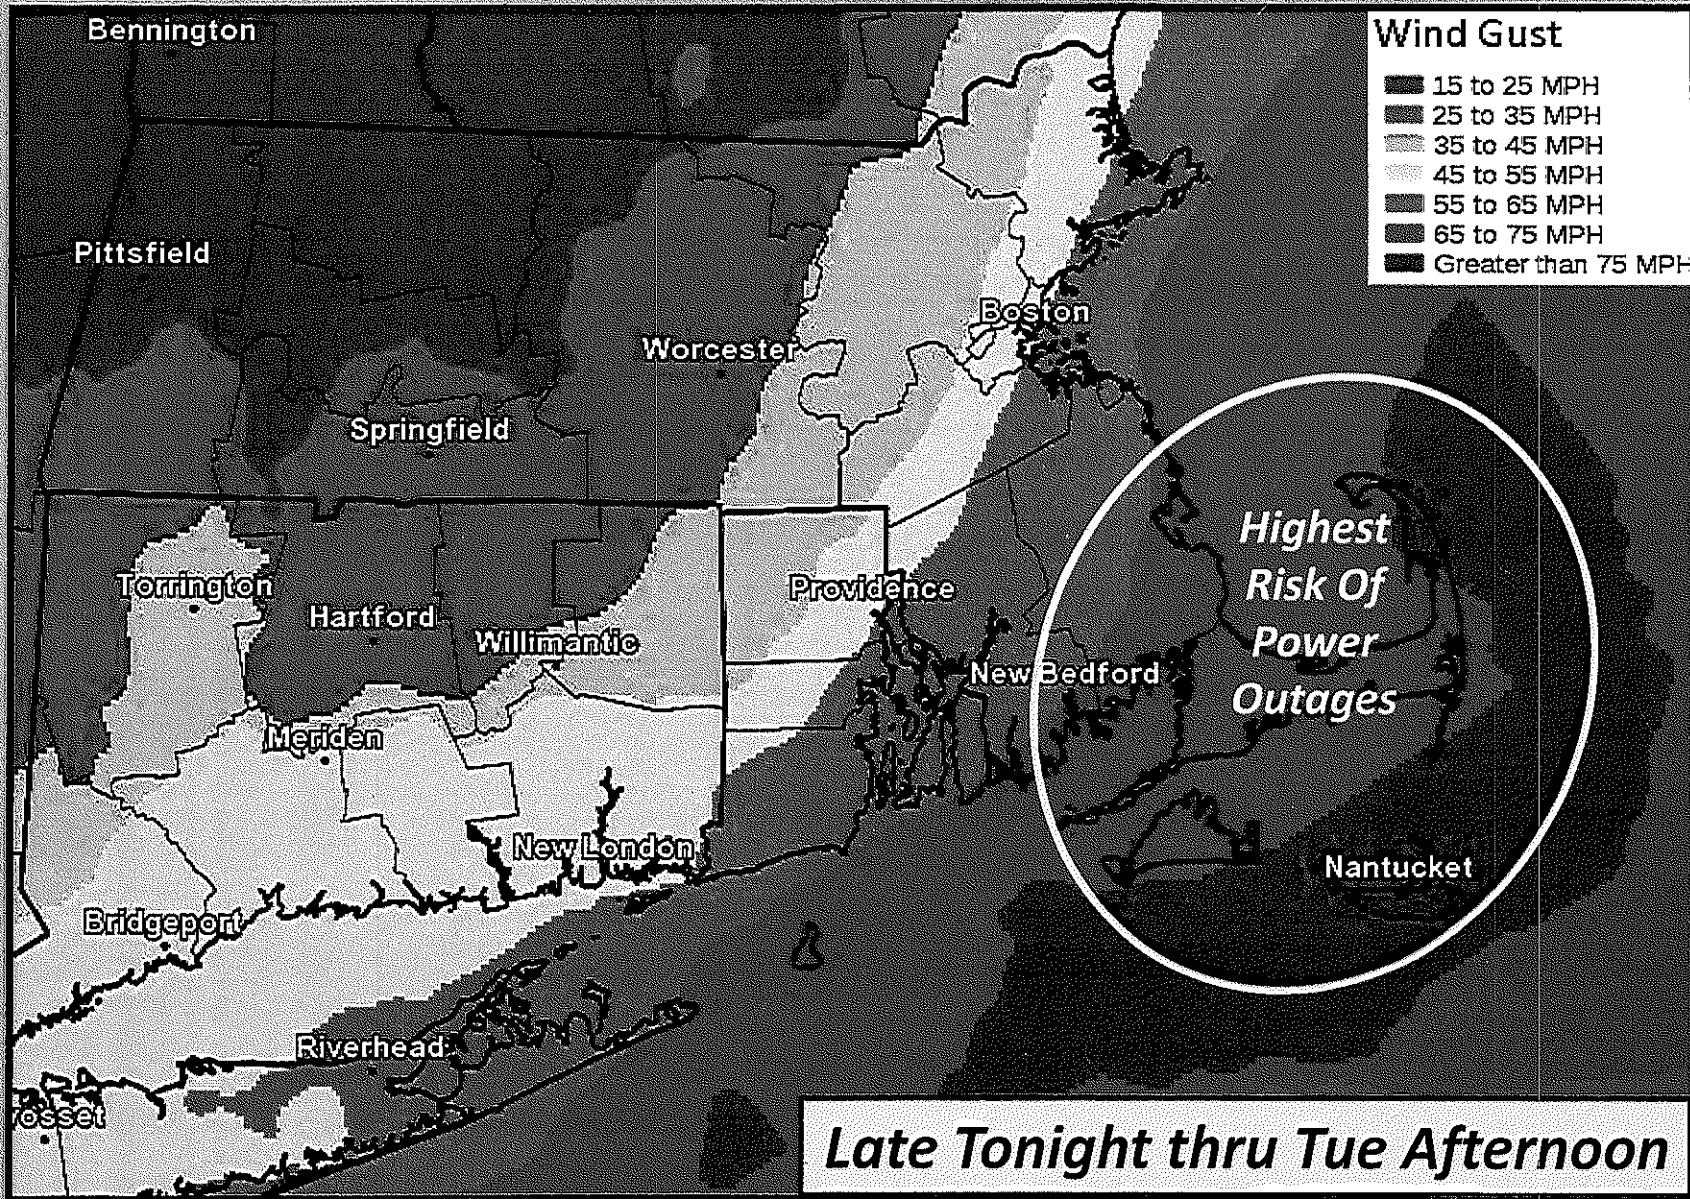 Bennington
Wind Gust
15 to 25 MPH
25 to 35 MPH
35 to 45 MPH
45 to 55 MPH
55 to 65 MPH
65 to 75 MPH
Greater than 75 MPH
Pittsfield
Boston
Worcester
Springfield
Highest
Risk Of
Power
Outages
Torrington
Hartford
Providence
Willimantic
New Bedford
Meriden
New London
Nantucket
Bridgeport
Riverhead
rosset
Late Tonight thru Tue Afternoon